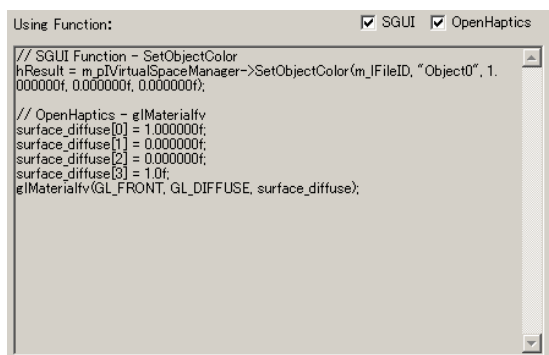 Using Function:
SGUI
OpenHaptics
// SGUI Function - SetObjectColor
hResult = m_pIVirtualSpaceManager->SetObjectColor(m_lFileID, "Object0", 1.
000000f, 0.000000f, 0.000000f);
// OpenHaptics - glMaterialfv
surface_diffuse[0] = 1.000000f;
surface_diffuse[1] = 0.000000f;
surface_diffuse[2] = 0.000000f;
surface_diffuse[3] = 1.0f;
glMaterialfv(GL_FRONT, GL_DIFFUSE, surface_diffuse);